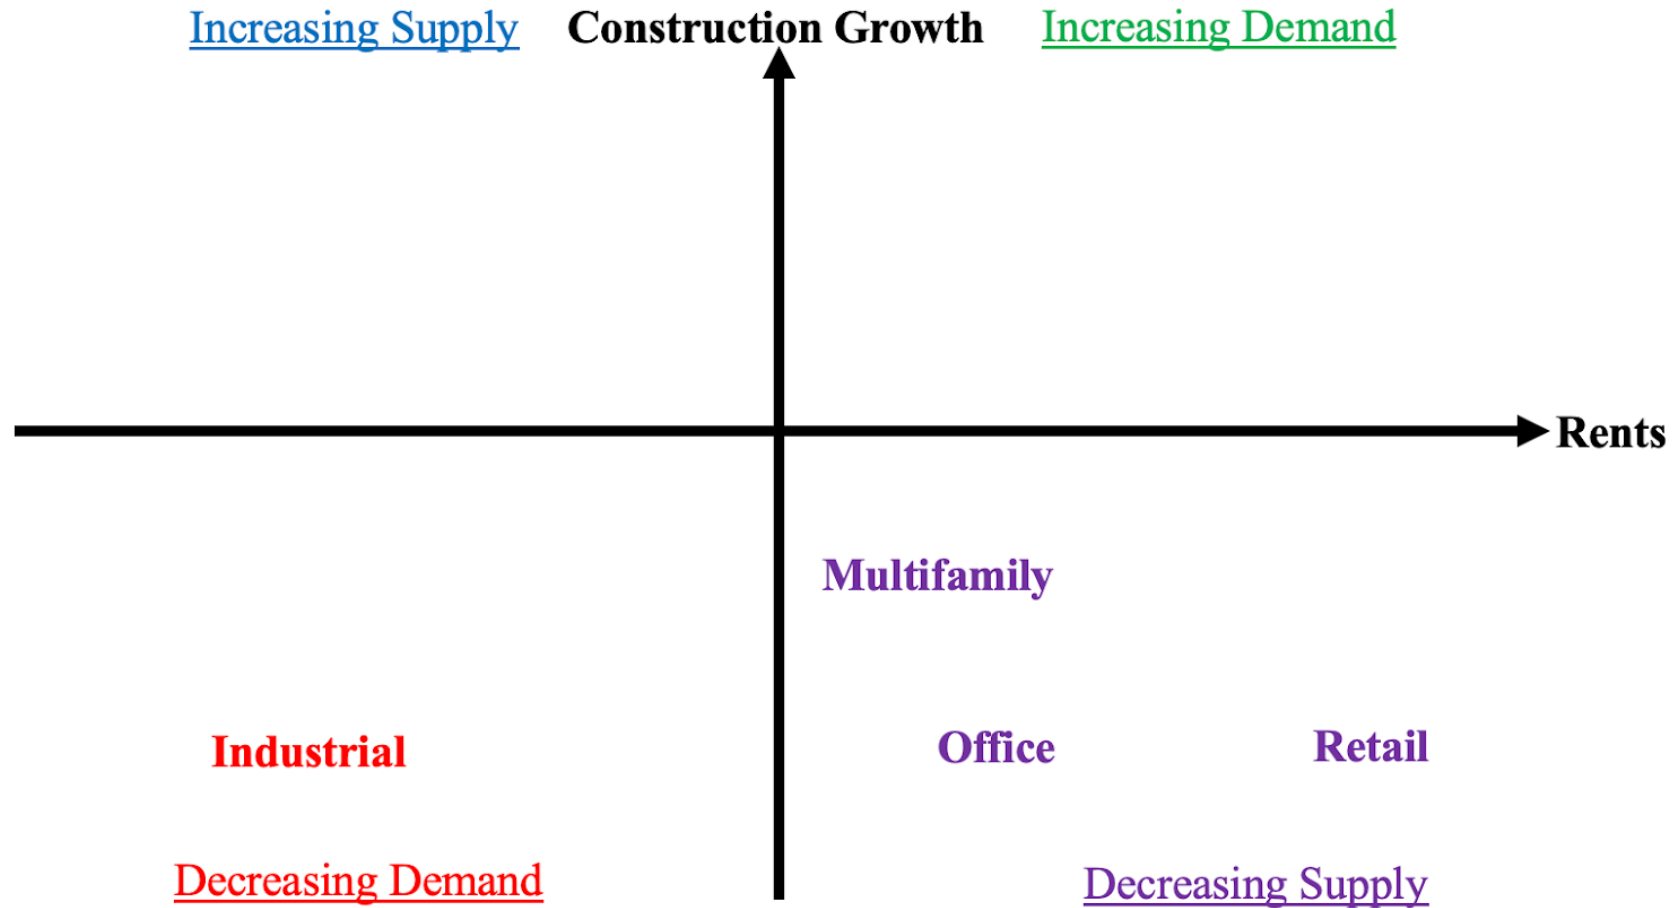 Increasing Supply
Construction Growth
Increasing Demand
Rents
Multifamily
Industrial
Office
Retail
Decreasing Demand
Decreasing Supply